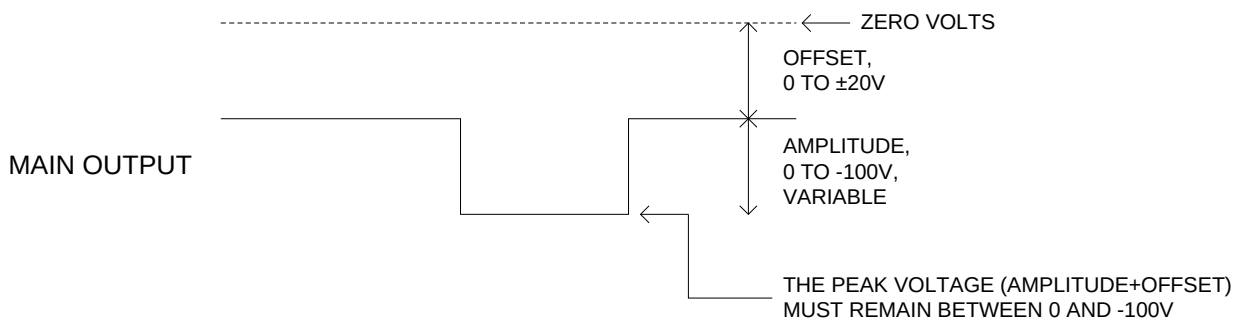 ZERO VOLTS
OFFSET,
0 TO ±20V
MAIN OUTPUT
AMPLITUDE,
0 TO -100V,
VARIABLE
THE PEAK VOLTAGE (AMPLITUDE+OFFSET)
MUST REMAIN BETWEEN 0 AND -100V